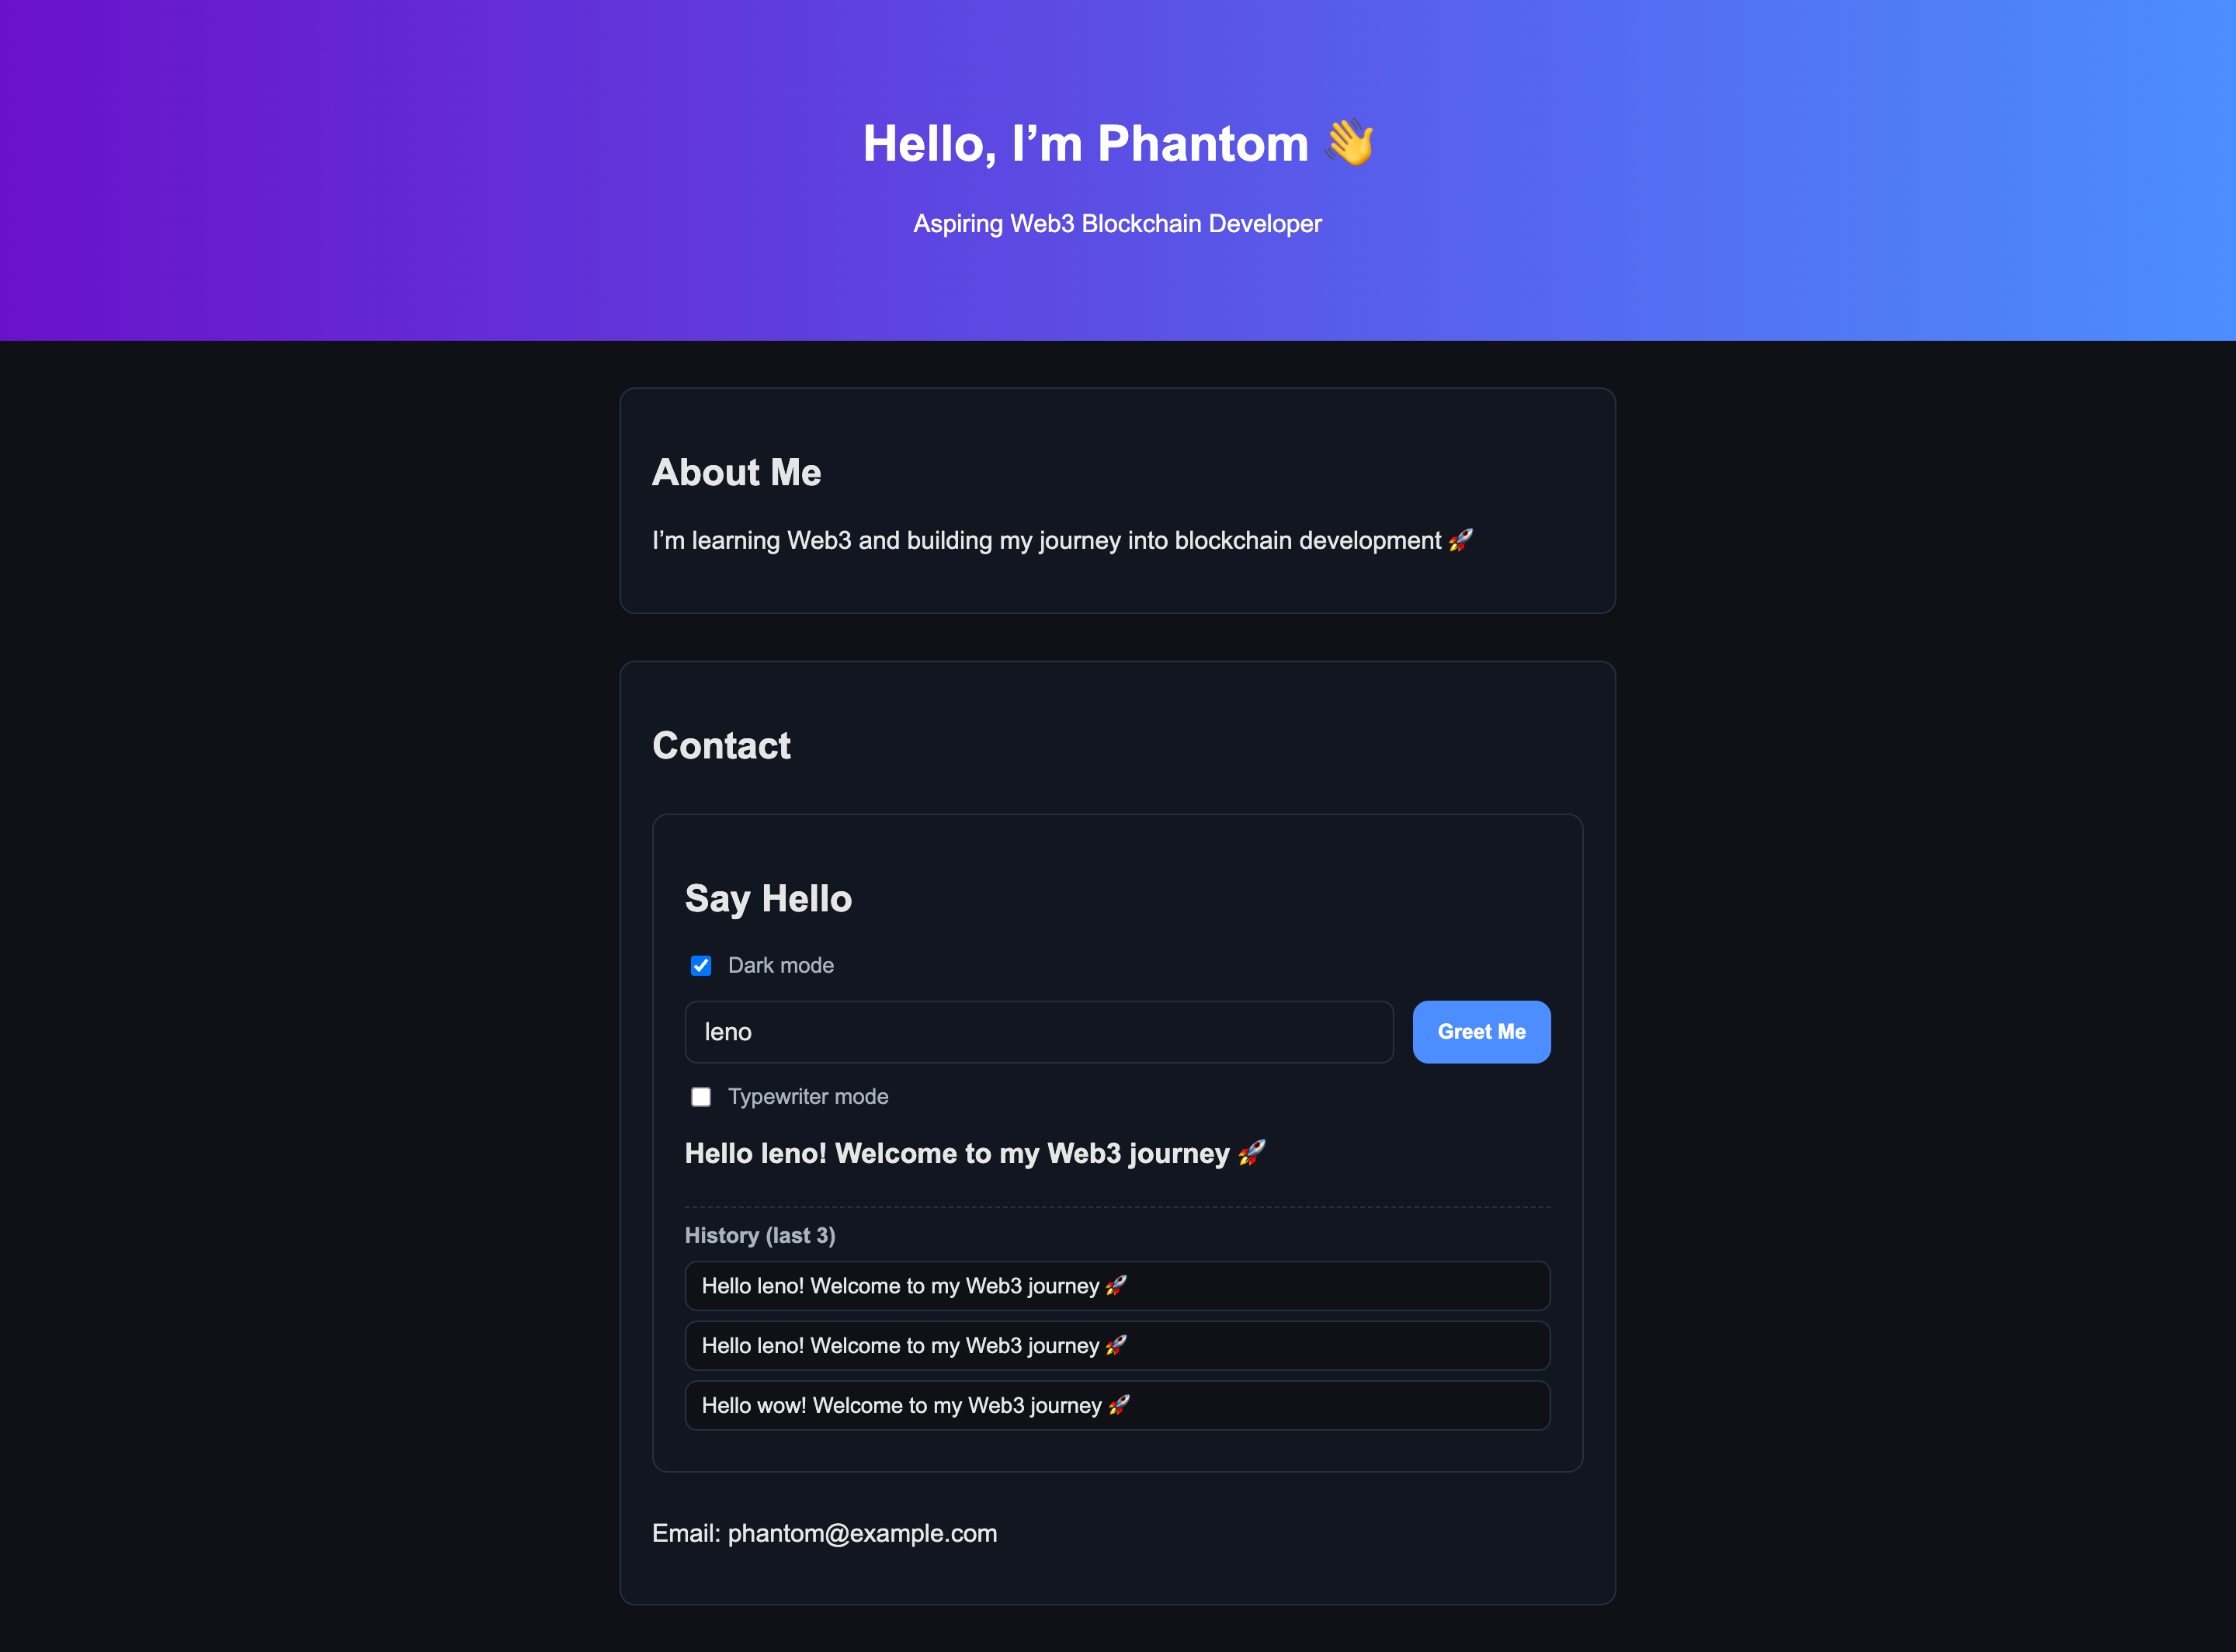 Hello, I’m Phantom 👋
Aspiring Web3 Blockchain Developer
About Me
I’m learning Web3 and building my journey into blockchain development 🚀
Contact
Say Hello
Dark mode
leno
Greet Me
Typewriter mode
Hello leno! Welcome to my Web3 journey 🚀
History (last 3)
Hello leno! Welcome to my Web3 journey 🚀
Hello leno! Welcome to my Web3 journey 🚀
Hello wow! Welcome to my Web3 journey 🚀
Email: phantom@example.com